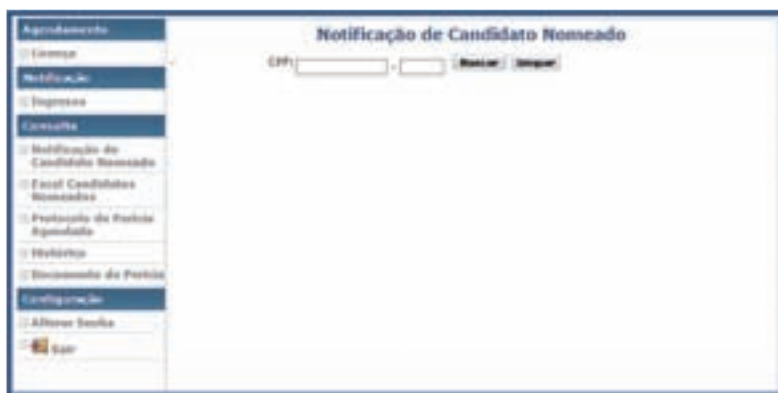 Agendamento
Licença
Notificação
Ingresso
Consulta
Notificação de
Candidato Nomeado
Excel Candidatos
Nomeados
Protocolo de Perícia
Agendada
Histórico
Documento de Perícia
Configuração
Alterar Senha
Sair
Notificação de Candidato Nomeado
CPF: - Buscar Limpar